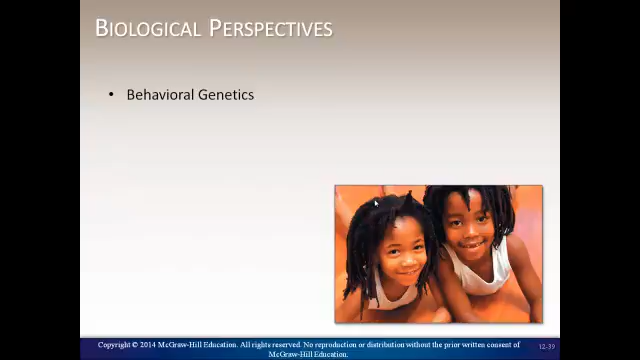 BIOLOGICAL PERSPECTIVES
• Behavioral Genetics
Copyright © 2014 McGraw-Hill Education. All rights reserved. No reproduction or distribution without the prior written consent of
McGraw-Hill Education.
12-39